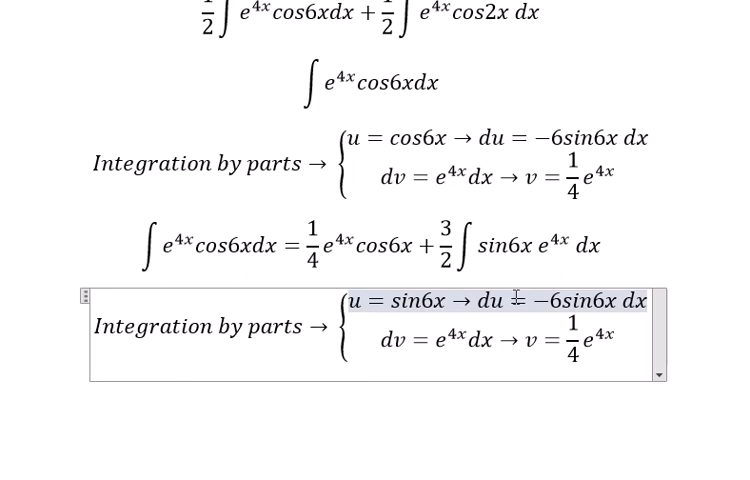 1/2 ∫ e^{4x} cos6xdx + 1/2 ∫ e^{4x} cos2x dx
∫ e^{4x} cos6xdx
Integration by parts → { u = cos6x → du = −6sin6x dx
dv = e^{4x} dx → v = 1/4 e^{4x}
∫ e^{4x} cos6xdx = 1/4 e^{4x} cos6x + 3/2 ∫ sin6x e^{4x} dx
Integration by parts → { u = sin6x → du = −6sin6x dx
dv = e^{4x} dx → v = 1/4 e^{4x}